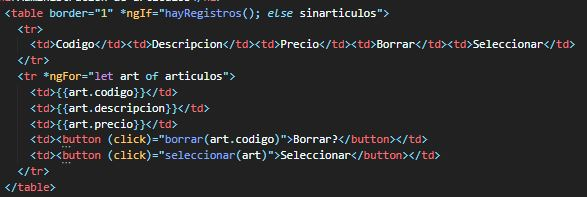 <table border="1" *ngIf="hayRegistros(); else sinarticulos">
<tr>
<td>Codigo</td><td>Descripcion</td><td>Precio</td><td>Borrar</td><td>Seleccionar</td>
</tr>
<tr *ngFor="let art of articulos">
<td>{{art.codigo}}</td>
<td>{{art.descripcion}}</td>
<td>{{art.precio}}</td>
<td><button (click)="borrar(art.codigo)">Borrar?</button></td>
<td><button (click)="seleccionar(art)">Seleccionar</button></td>
</tr>
</table>